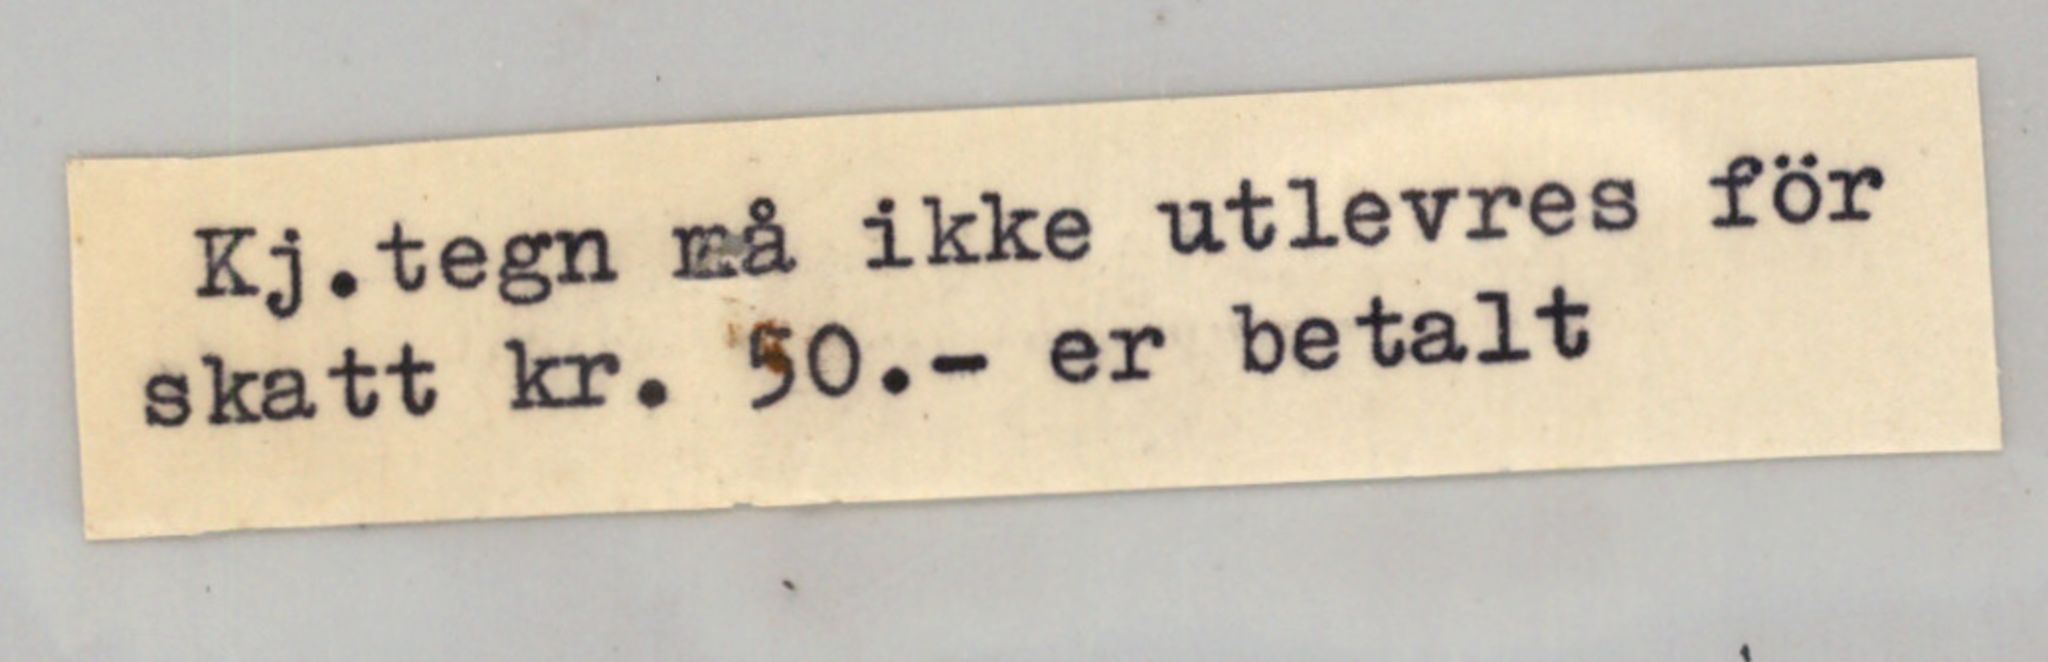 Kj.tegn må ikke utlevres för
skatt kr. 50.- er betalt